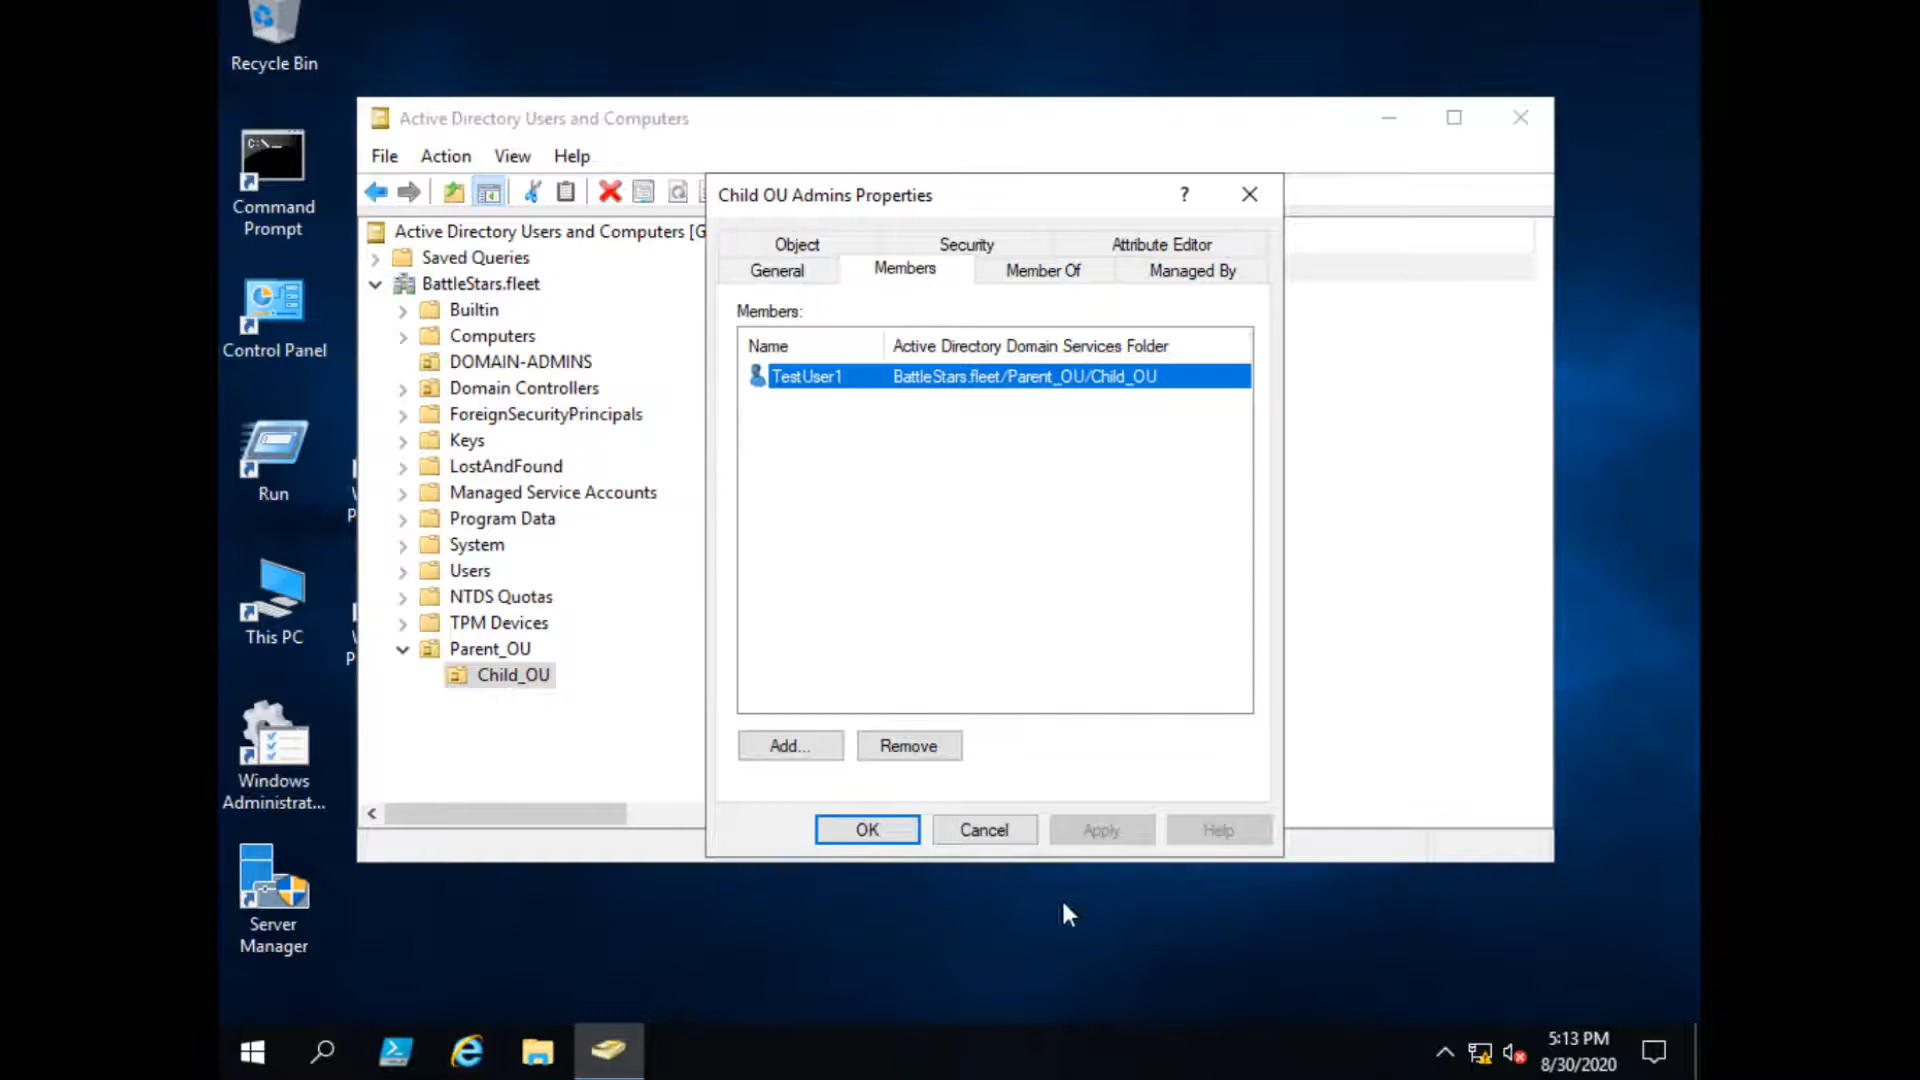 Recycle Bin
Command
Prompt
Control Panel
Run
This PC
Windows
Administrat...
Server
Manager
Active Directory Users and Computers
File Action View Help
Active Directory Users and Computers [G
Saved Queries
BattleStars.fleet
Builtin
Computers
DOMAIN-ADMINS
Domain Controllers
ForeignSecurityPrincipals
Keys
LostAndFound
Managed Service Accounts
Program Data
System
Users
NTDS Quotas
TPM Devices
Parent_OU
Child_OU
Child OU Admins Properties
?
Object Security Attribute Editor
General Members Member Of Managed By
Members:
Name Active Directory Domain Services Folder
TestUser1 BattleStars.fleet/Parent_OU/Child_OU
Add... Remove
OK Cancel Apply Help
5:13 PM
8/30/2020